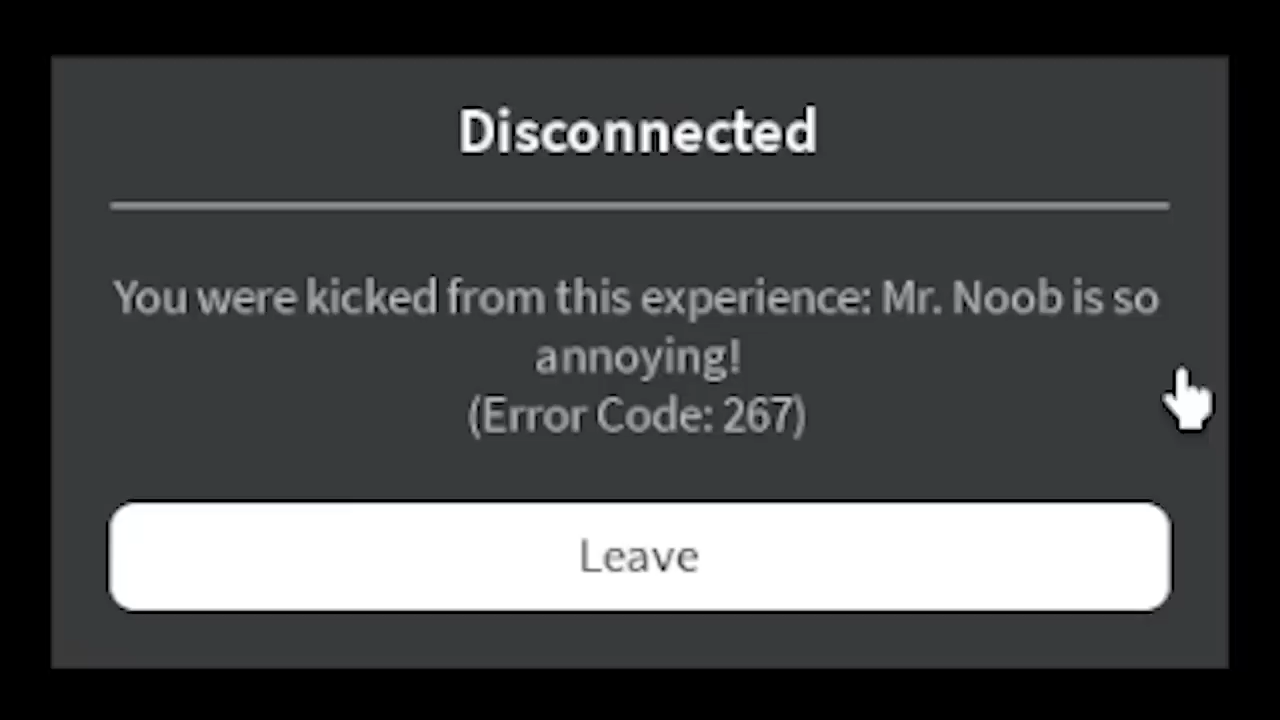 Disconnected
You were kicked from this experience: Mr. Noob is so
annoying!
(Error Code: 267)
Leave